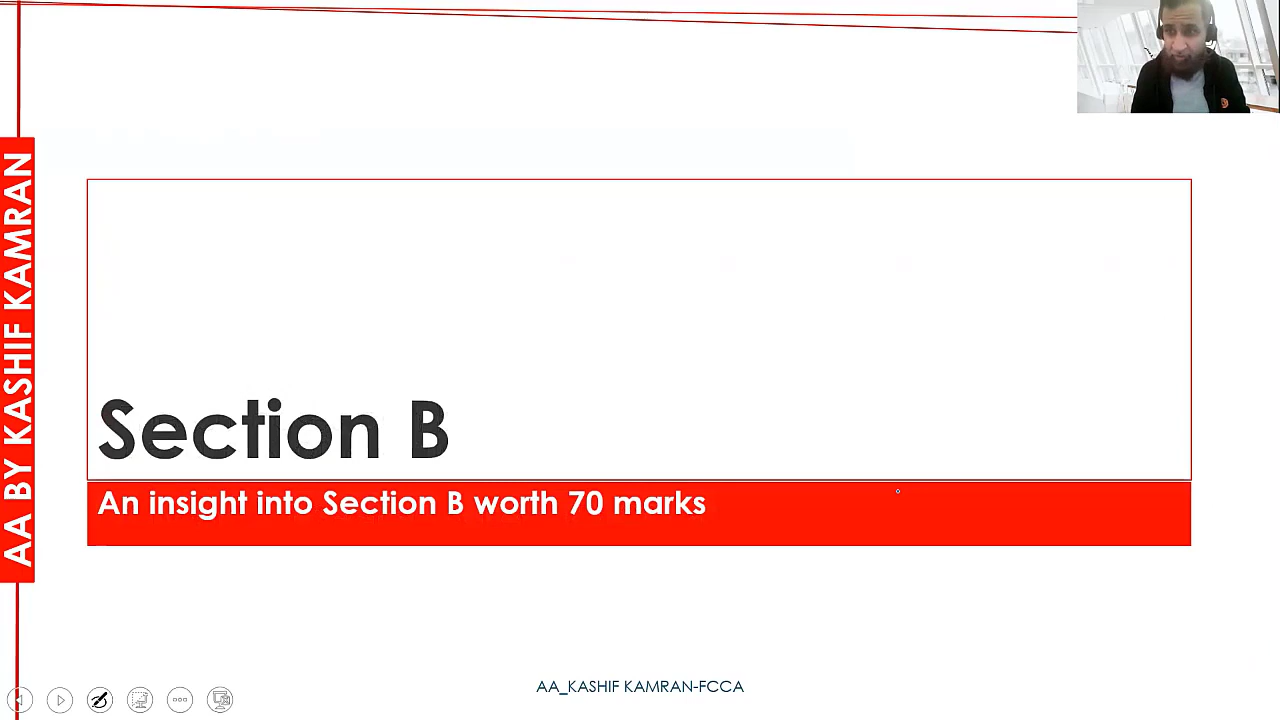 AA BY KASHIF KAMRAN
Section B
An insight into Section B worth 70 marks
AA_KASHIF KAMRAN-FCCA